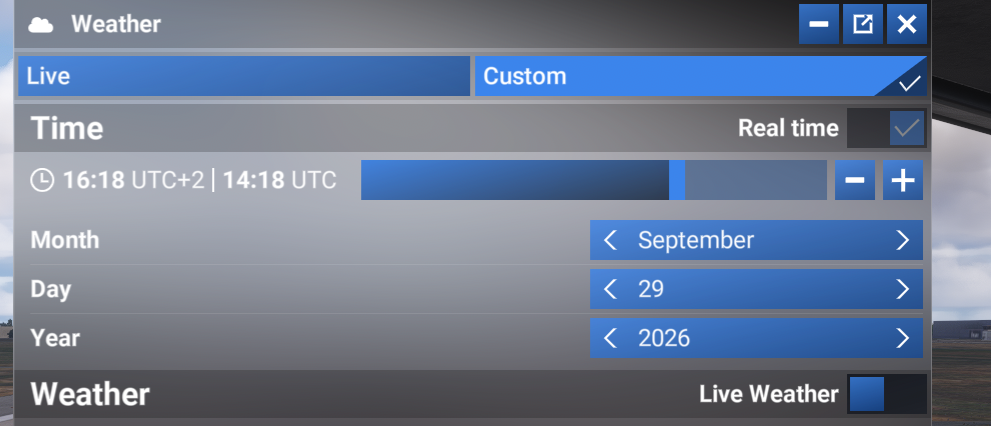 Weather
Live
Custom
Time
Real time
16:18 UTC+2 | 14:18 UTC
Month
September
Day
29
Year
2026
Weather
Live Weather